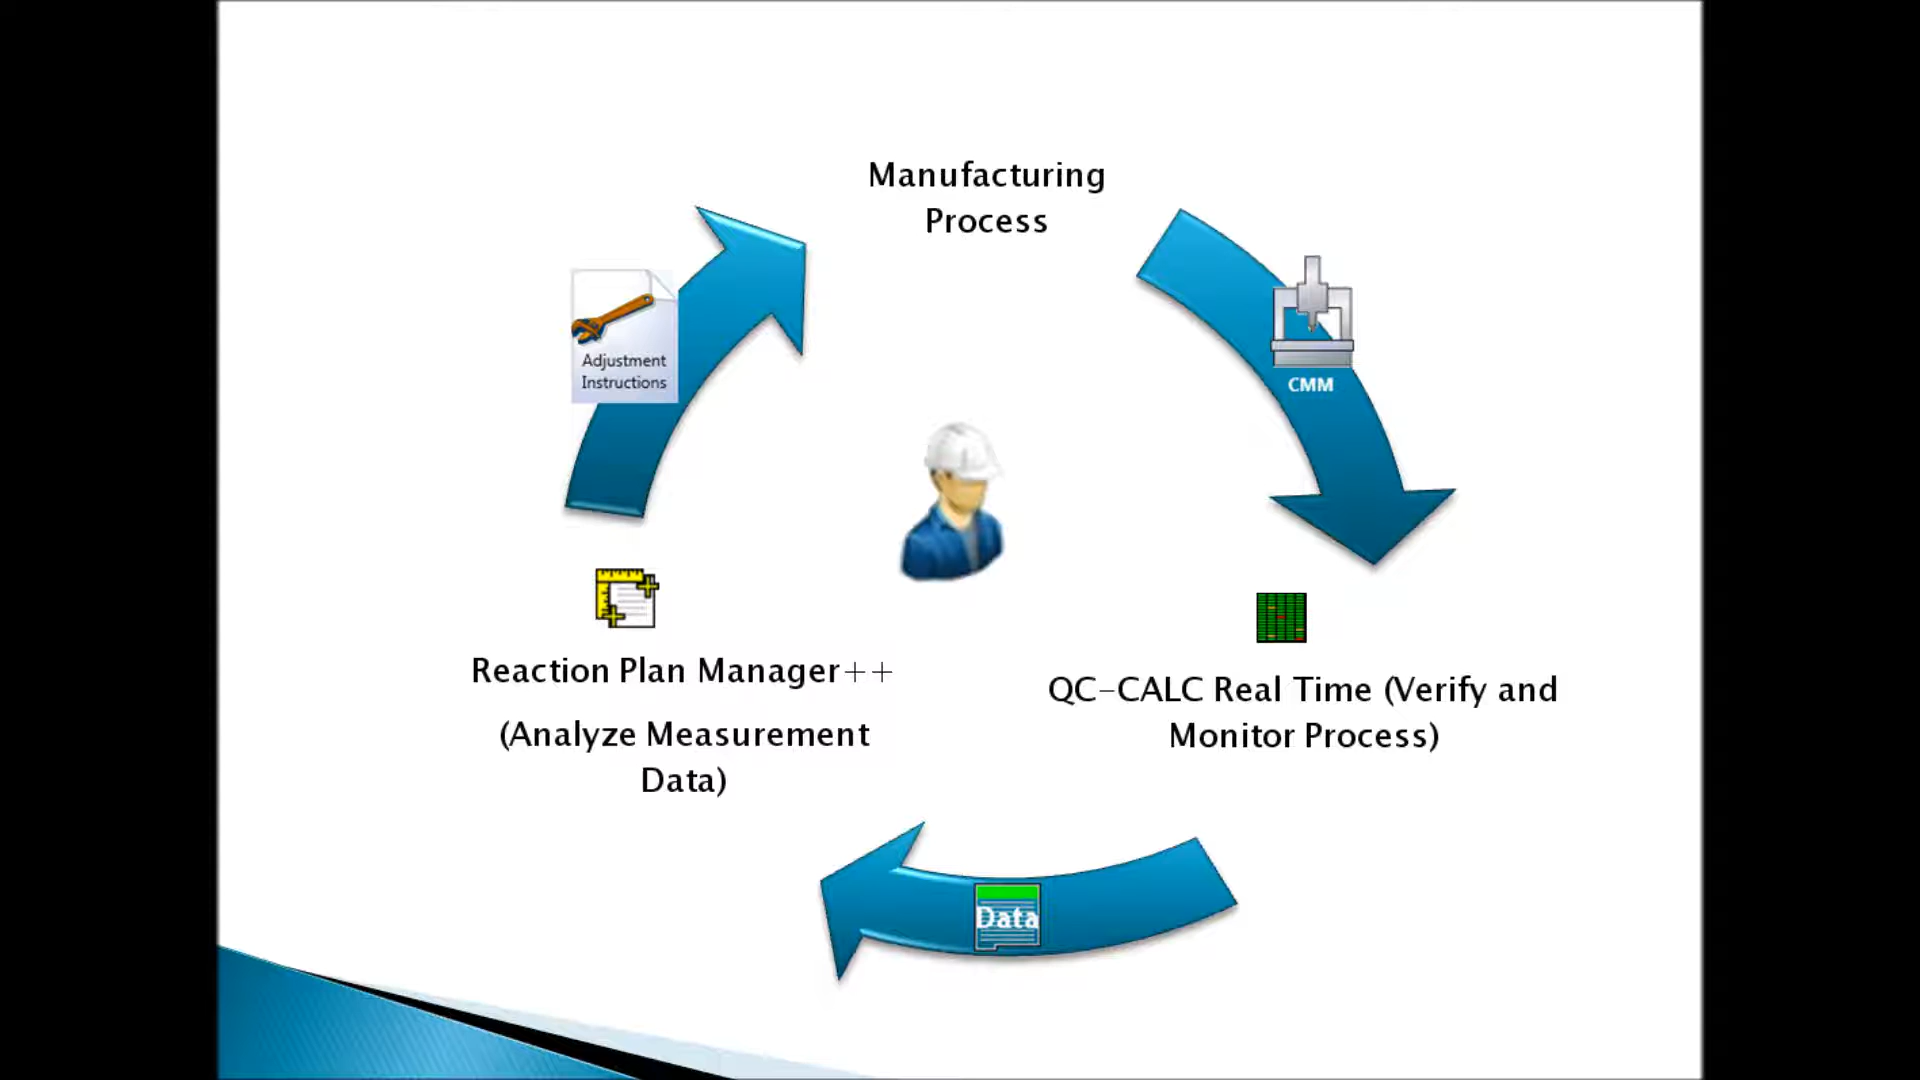 Manufacturing
Process
Adjustment
Instructions
CMM
Reaction Plan Manager++
(Analyze Measurement
Data)
QC-CALC Real Time (Verify and
Monitor Process)
Data